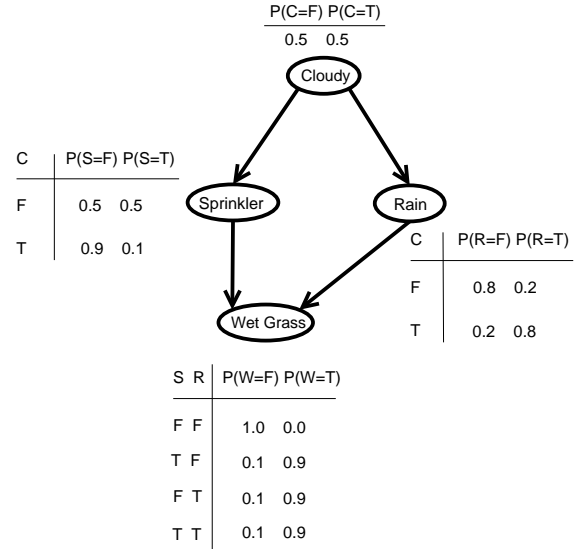 P(C=F) P(C=T)
0.5 0.5
Cloudy
C P(S=F) P(S=T)
F 0.5 0.5
T 0.9 0.1
Sprinkler
Rain
C P(R=F) P(R=T)
F 0.8 0.2
T 0.2 0.8
Wet Grass
S R P(W=F) P(W=T)
F F 1.0 0.0
T F 0.1 0.9
F T 0.1 0.9
T T 0.1 0.9